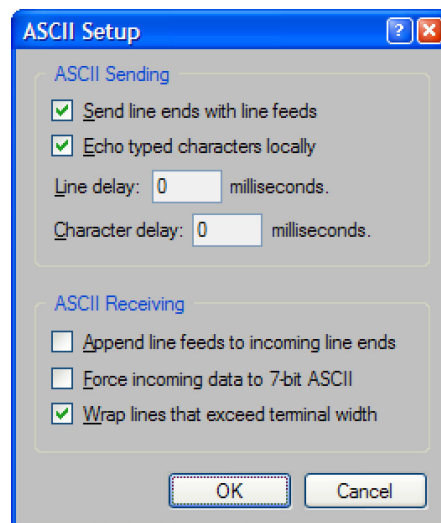 ASCII Setup
ASCII Sending
Send line ends with line feeds
Echo typed characters locally
Line delay: 0 milliseconds.
Character delay: 0 milliseconds.
ASCII Receiving
Append line feeds to incoming line ends
Force incoming data to 7-bit ASCII
Wrap lines that exceed terminal width
OK Cancel